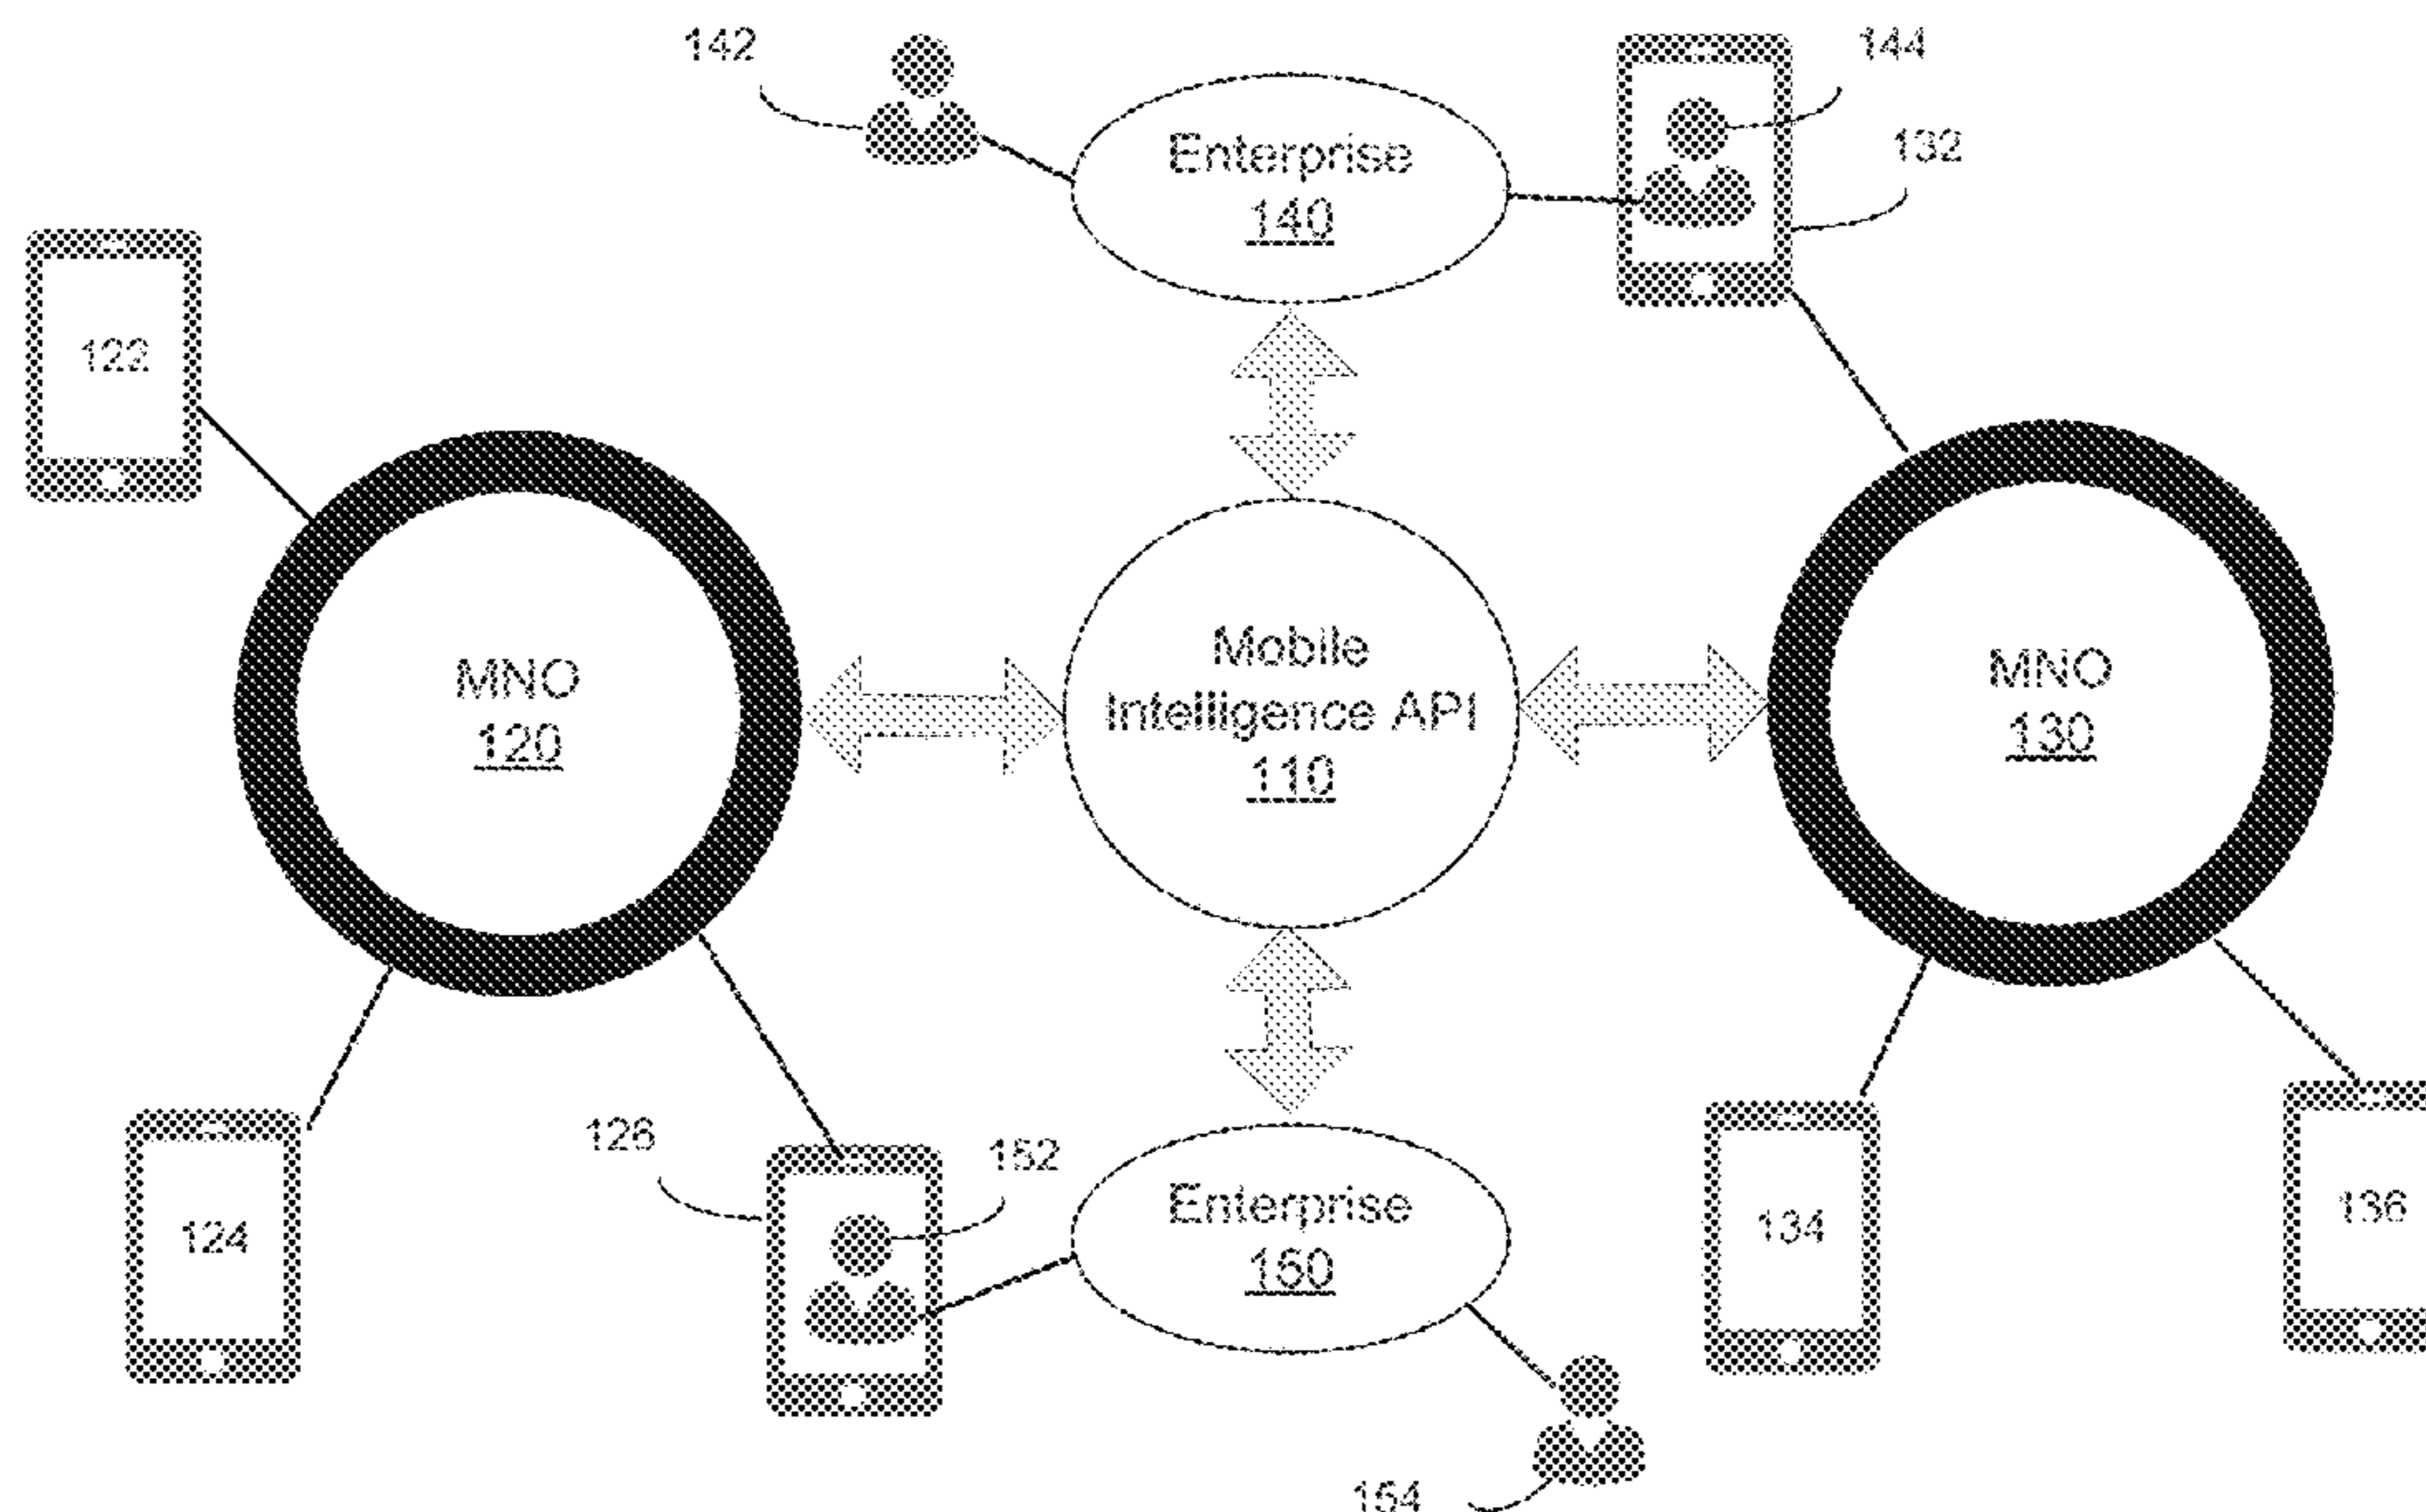 142
144
Enterprise
140
132
122
Mobile
Intelligence API
110
MNO
120
MNO
130
126
152
Enterprise
150
124
134
136
154